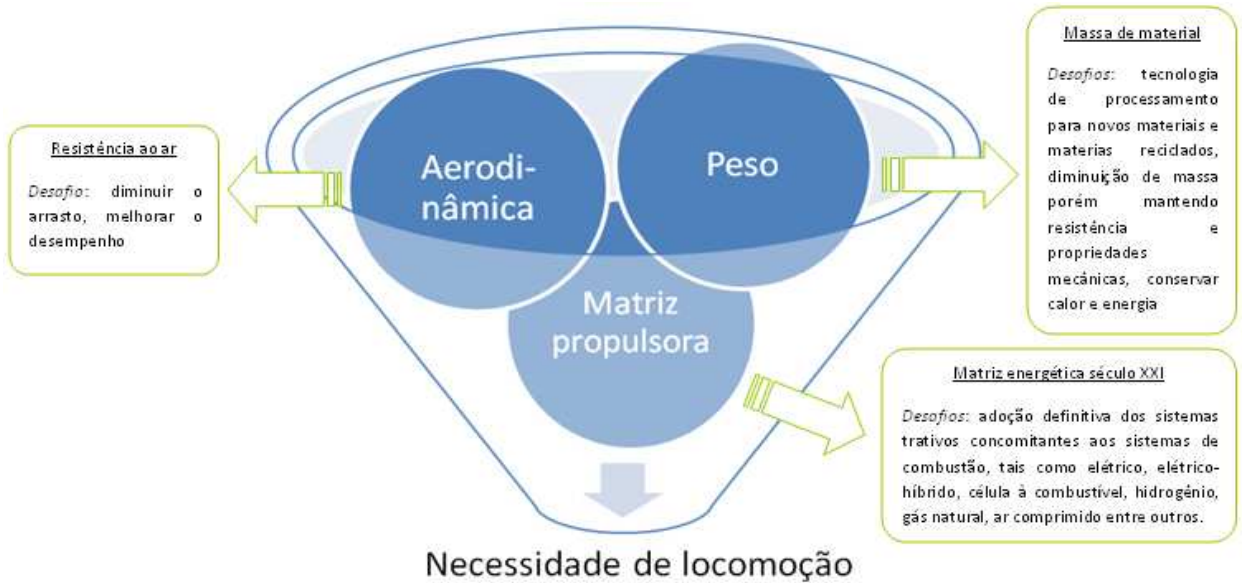 Resistência ao ar
Desafio: diminuir o
arrasto, melhorar o
desempenho
Aerodi-
nâmica
Peso
Matriz
propulsora
Massa de material
Desafios: tecnologia
de processamento
para novos materiais e
materias reciclados,
diminuição de massa
porém mantendo
resistência e
propriedades
mecânicas, conservar
calor e energia
Matriz energética século XXI
Desafios: adoção definitiva dos sistemas
trativos concomitantes aos sistemas de
combustão, tais como elétrico, elétrico-
híbrido, célula à combustível, hidrogênio,
gás natural, ar comprimido entre outros.
Necessidade de locomoção